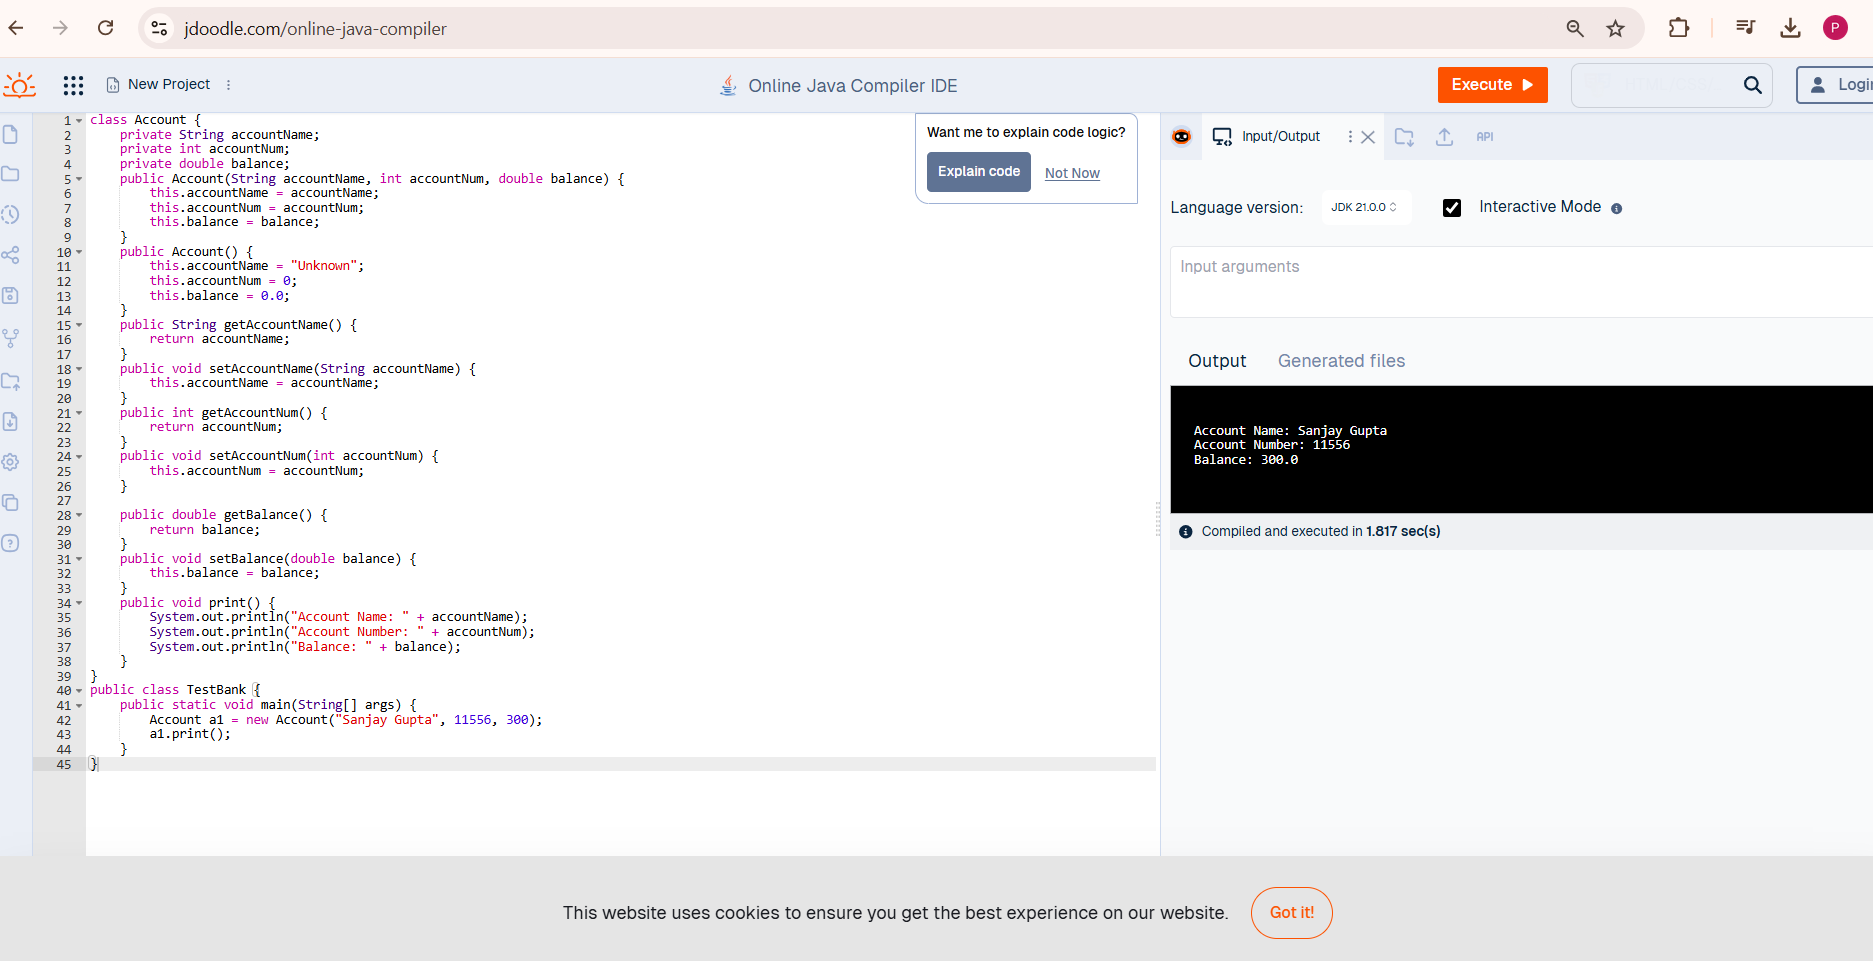 jdoodle.com/online-java-compiler
P
New Project
Online Java Compiler IDE
Execute
Login
1 class Account {
2 private String accountName;
3 private int accountNum;
4 private double balance;
5 public Account(String accountName, int accountNum, double balance) {
6 this.accountName = accountName;
7 this.accountNum = accountNum;
8 this.balance = balance;
9 }
10 public Account() {
11 this.accountName = "Unknown";
12 this.accountNum = 0;
13 this.balance = 0.0;
14 }
15 public String getAccountName() {
16 return accountName;
17 }
18 public void setAccountName(String accountName) {
19 this.accountName = accountName;
20 }
21 public int getAccountNum() {
22 return accountNum;
23 }
24 public void setAccountNum(int accountNum) {
25 this.accountNum = accountNum;
26 }
27
28 public double getBalance() {
29 return balance;
30 }
31 public void setBalance(double balance) {
32 this.balance = balance;
33 }
34 public void print() {
35 System.out.println("Account Name: " + accountName);
36 System.out.println("Account Number: " + accountNum);
37 System.out.println("Balance: " + balance);
38 }
39 }
40 public class TestBank {
41 public static void main(String[] args) {
42 Account a1 = new Account("Sanjay Gupta", 11556, 300);
43 a1.print();
44 }
45 }
Want me to explain code logic?
Explain code
Not Now
Input/Output
API
Language version:
JDK 21.0.0
Interactive Mode
Input arguments
Output
Generated files
Account Name: Sanjay Gupta
Account Number: 11556
Balance: 300.0
Compiled and executed in 1.817 sec(s)
This website uses cookies to ensure you get the best experience on our website.
Got it!